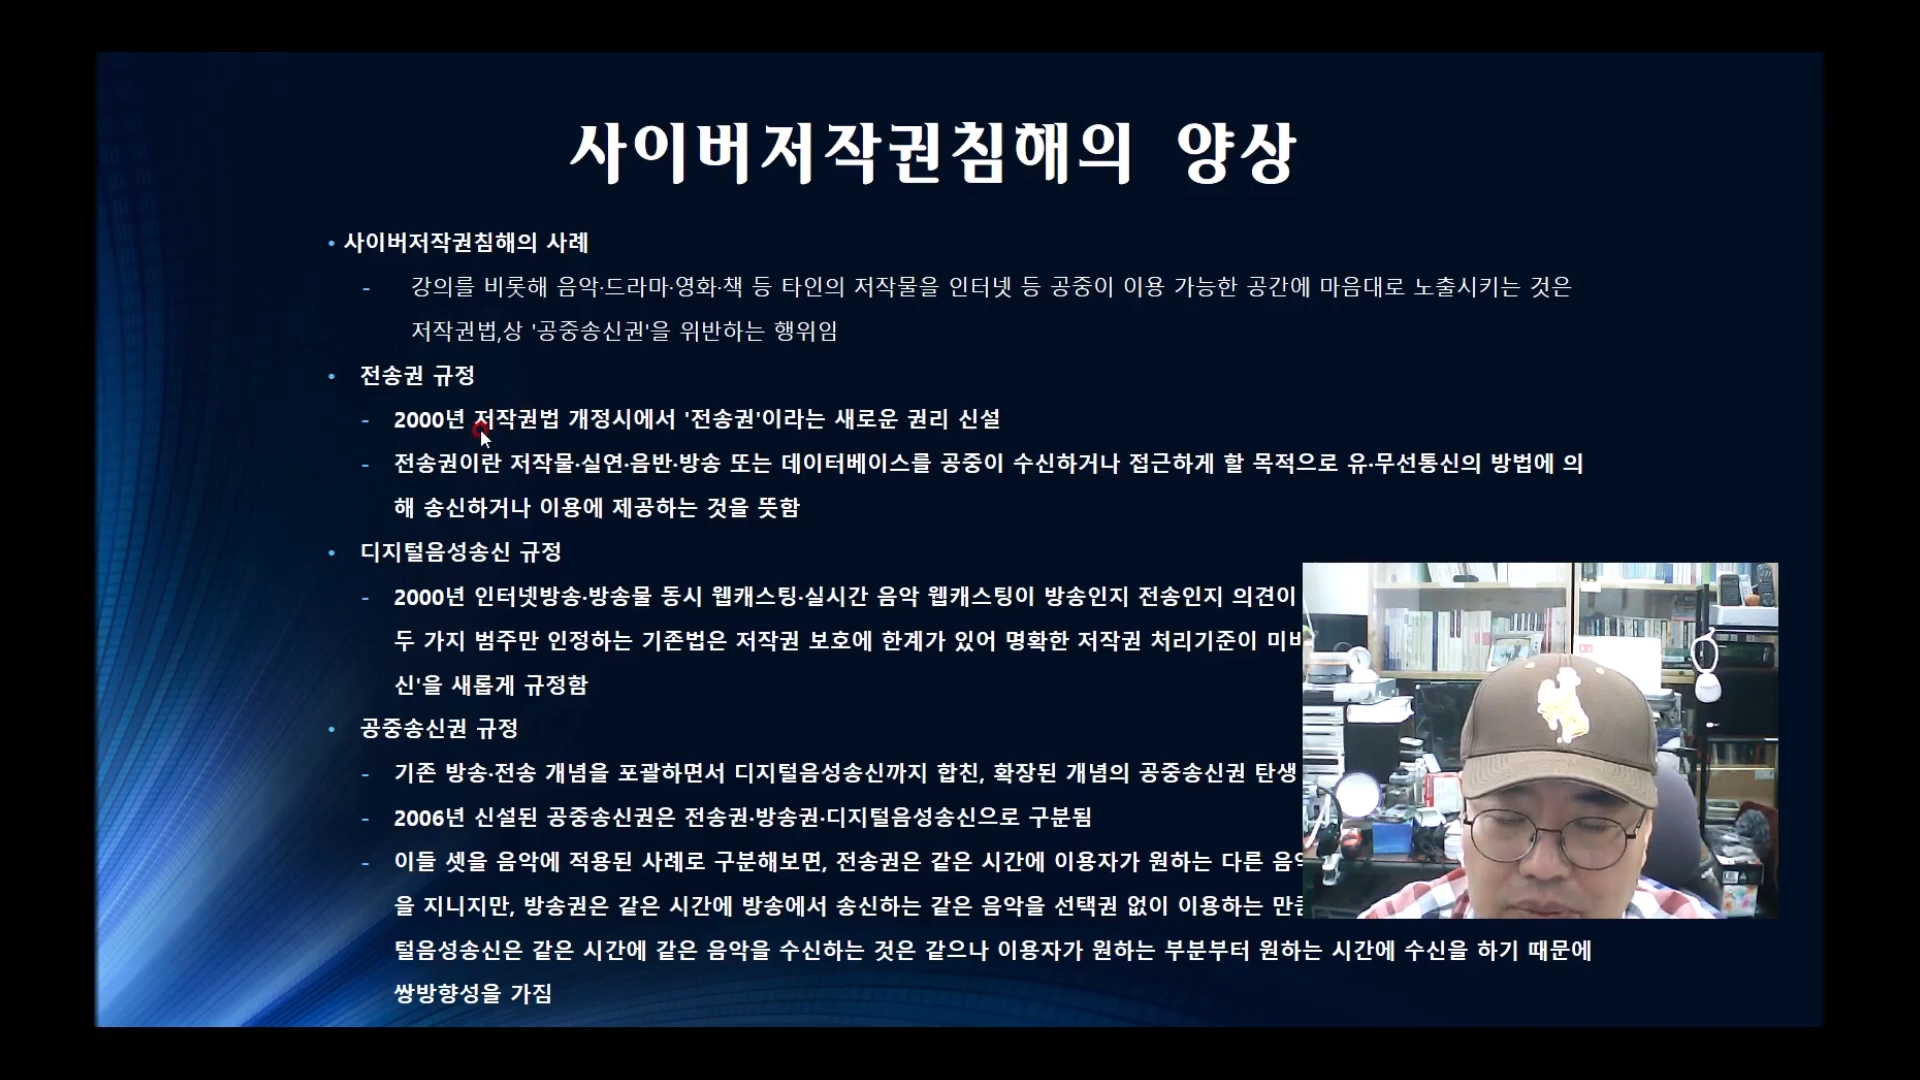 사이버저작권침해의 양상
• 사이버저작권침해의 사례
- 강의를 비롯해 음악·드라마·영화·책 등 타인의 저작물을 인터넷 등 공중이 이용 가능한 공간에 마음대로 노출시키는 것은
저작권법,상 '공중송신권'을 위반하는 행위임
• 전송권 규정
- 2000년 저작권법 개정시에서 '전송권'이라는 새로운 권리 신설
- 전송권이란 저작물·실연·음반·방송 또는 데이터베이스를 공중이 수신하거나 접근하게 할 목적으로 유·무선통신의 방법에 의
해 송신하거나 이용에 제공하는 것을 뜻함
• 디지털음성송신 규정
- 2000년 인터넷방송·방송물 동시 웹캐스팅·실시간 음악 웹캐스팅이 방송인지 전송인지 의견이
두 가지 범주만 인정하는 기존법은 저작권 보호에 한계가 있어 명확한 저작권 처리기준이
신'을 새롭게 규정함
• 공중송신권 규정
- 기존 방송·전송 개념을 포괄하면서 디지털음성송신까지 합친, 확장된 개념의 공중송신권 탄생
- 2006년 신설된 공중송신권은 전송권·방송권·디지털음성송신으로 구분됨
- 이들 셋을 음악에 적용된 사례로 구분해보면, 전송권은 같은 시간에 이용자가 원하는 다른
을 지니지만, 방송권은 같은 시간에 방송에서 송신하는 같은 음악을 선택권 없이 이용하는
털음성송신은 같은 시간에 같은 음악을 수신하는 것은 같으나 이용자가 원하는 부분부터 원하는 시간에 수신을 하기 때문에
쌍방향성을 가짐